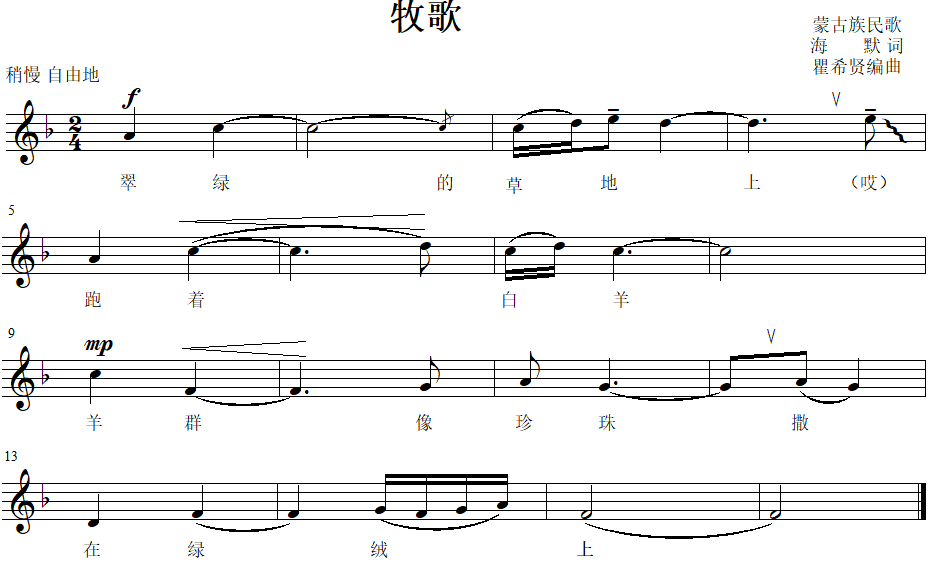 牧歌
蒙古族民歌
海 默 词
瞿希贤编曲
稍慢 自由地
f
2
4
翠 绿 的 草 地 上 （哎）
5
跑 着 白 羊
9
mp
羊 群 像 珍 珠 撒
13
在 绿 绒 上